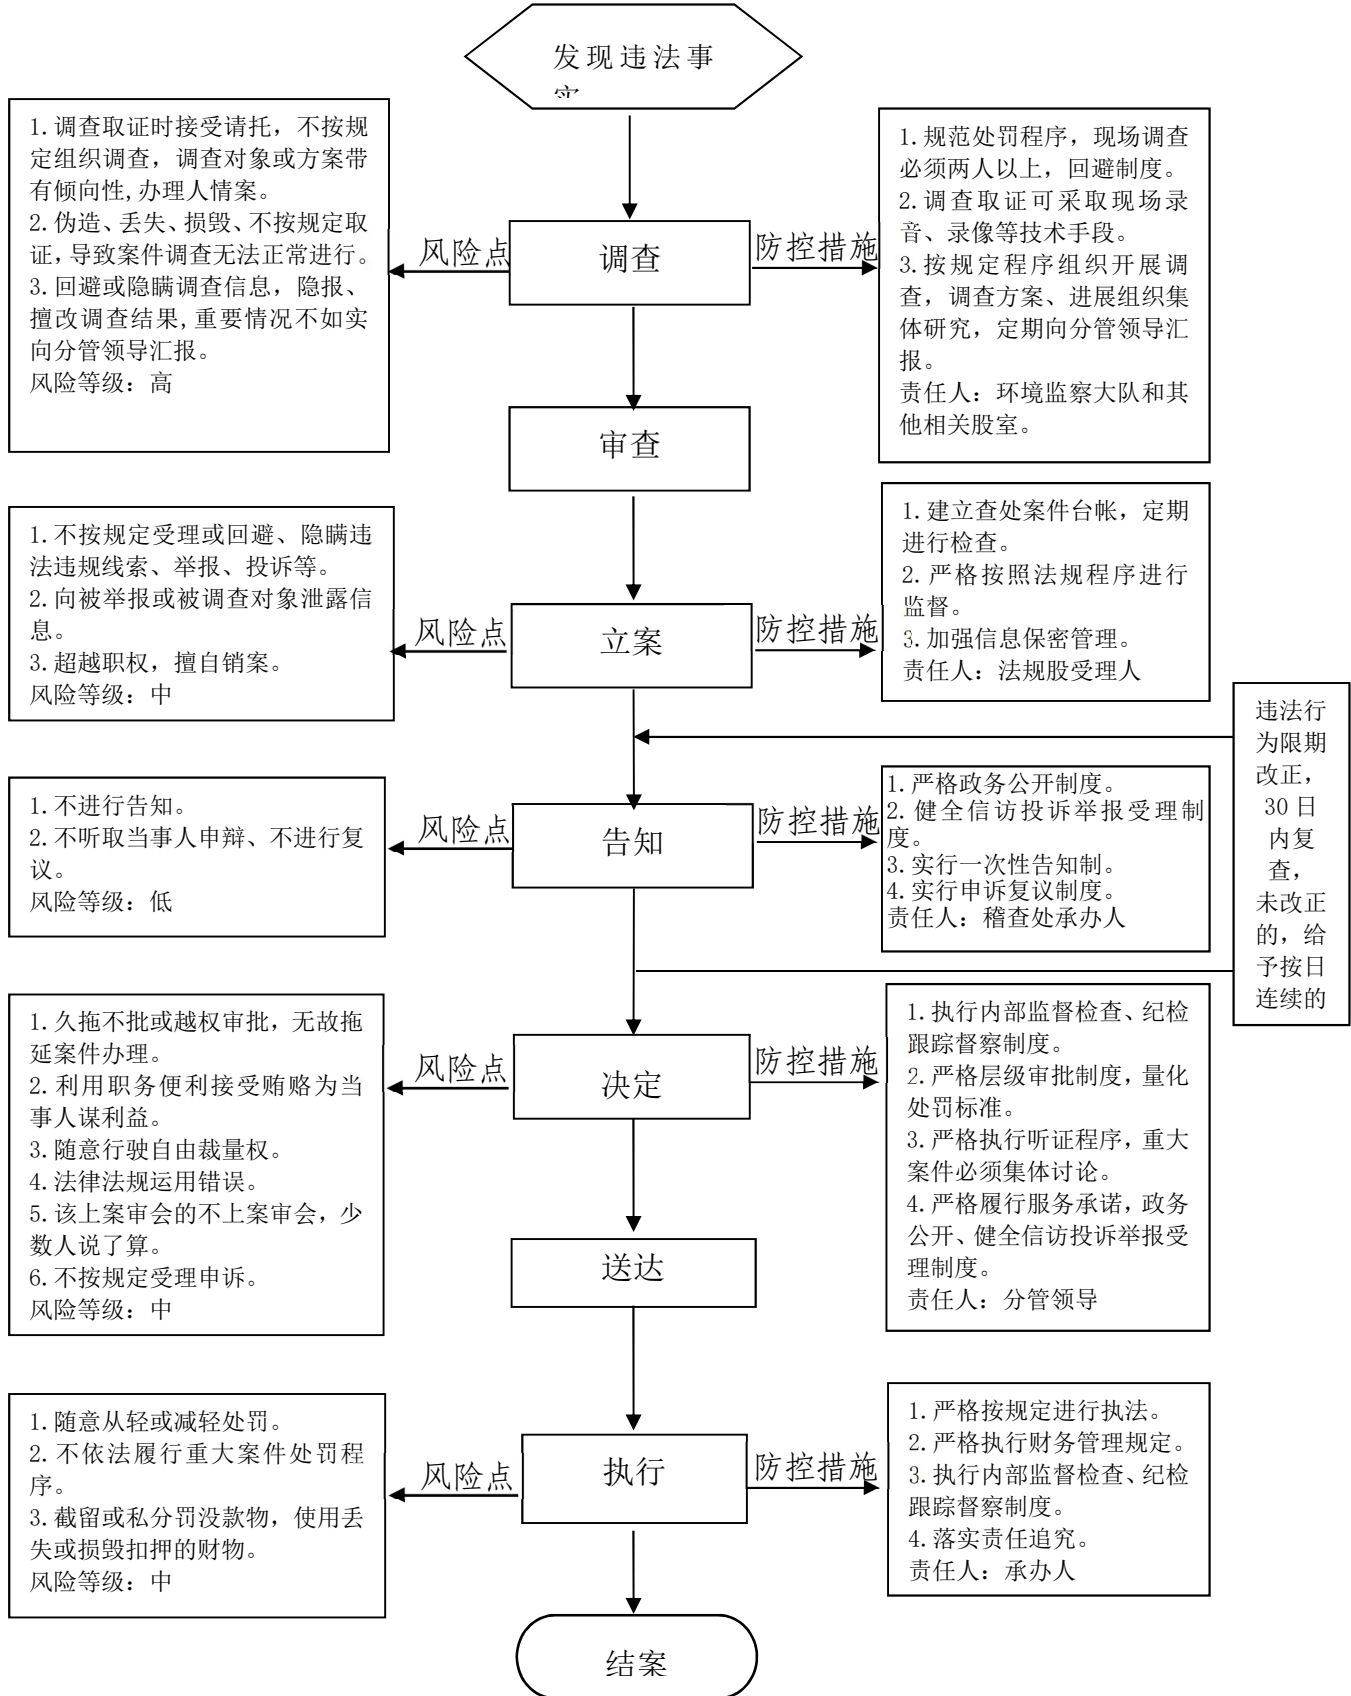 发现违法事
1. 调查取证时接受请托，不按规
定组织调查，调查对象或方案带
有倾向性,办理人情案。
2. 伪造、丢失、损毁、不按规定取
证，导致案件调查无法正常进行。
3. 回避或隐瞒调查信息，隐报、
擅改调查结果,重要情况不如实
向分管领导汇报。
风险等级：高
风险点
调查
防控措施
1. 规范处罚程序，现场调查
必须两人以上，回避制度。
2. 调查取证可采取现场录
音、录像等技术手段。
3. 按规定程序组织开展调
查，调查方案、进展组织集
体研究，定期向分管领导汇
报。
责任人：环境监察大队和其
他相关股室。
审查
1. 不按规定受理或回避、隐瞒违
法违规线索、举报、投诉等。
2. 向被举报或被调查对象泄露信
息。
3. 超越职权，擅自销案。
风险等级：中
风险点
立案
防控措施
1. 建立查处案件台帐，定期
进行检查。
2. 严格按照法规程序进行
监督。
3. 加强信息保密管理。
责任人：法规股受理人
违法行
为限期
改正，
30 日
内复
查，
未改正
的，给
予按日
连续的
1. 不进行告知。
2. 不听取当事人申辩、不进行复
议。
风险等级：低
风险点
告知
防控措施
1. 严格政务公开制度。
2. 健全信访投诉举报受理制
度。
3. 实行一次性告知制。
4. 实行申诉复议制度。
责任人：稽查处承办人
1. 久拖不批或越权审批，无故拖
延案件办理。
2. 利用职务便利接受贿赂为当
事人谋利益。
3. 随意行驶自由裁量权。
4. 法律法规运用错误。
5. 该上案审会的不上案审会，少
数人说了算。
6. 不按规定受理申诉。
风险等级：中
风险点
决定
防控措施
1. 执行内部监督检查、纪检
跟踪督察制度。
2. 严格层级审批制度，量化
处罚标准。
3. 严格执行听证程序，重大
案件必须集体讨论。
4. 严格履行服务承诺，政务
公开、健全信访投诉举报受
理制度。
责任人：分管领导
送达
1. 随意从轻或减轻处罚。
2. 不依法履行重大案件处罚程
序。
3. 截留或私分罚没款物，使用丢
失或损毁扣押的财物。
风险等级：中
风险点
执行
防控措施
1. 严格按规定进行执法。
2. 严格执行财务管理规定。
3. 执行内部监督检查、纪检
跟踪督察制度。
4. 落实责任追究。
责任人：承办人
结案